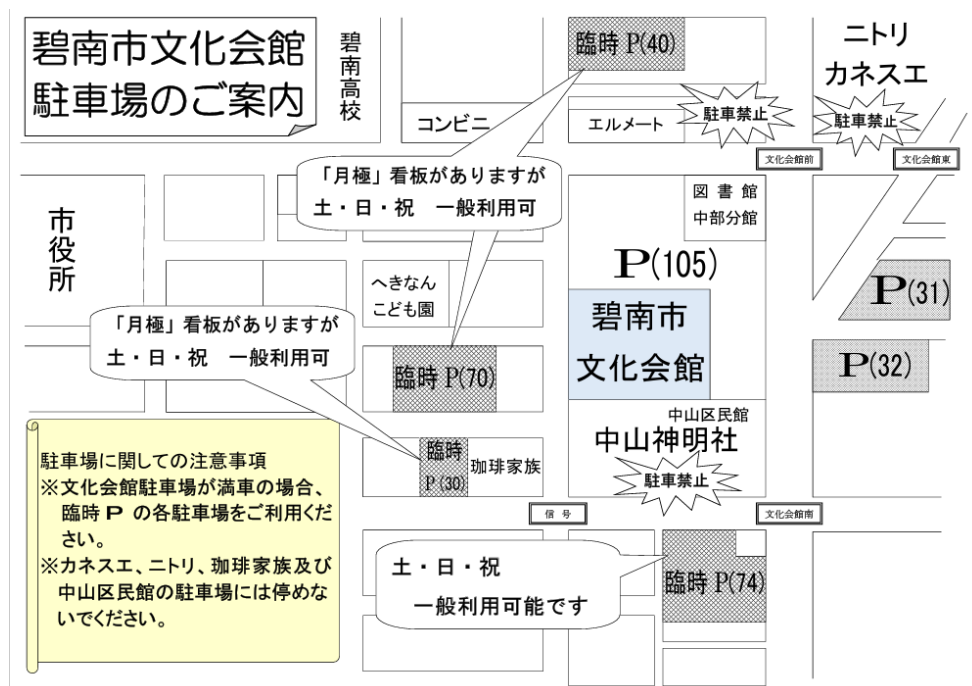 碧南市文化会館
駐車場のご案内
碧南高校
コンビニ
臨時 P(40)
エルメート
駐車禁止
ニトリ
カネスエ
駐車禁止
文化会館前
文化会館東
「月極」看板がありますが
土・日・祝 一般利用可
市役所
図書館
中部分館
P(105)
へきなん
こども園
碧南市
文化会館
P(31)
「月極」看板がありますが
土・日・祝 一般利用可
臨時 P(70)
P(32)
中山区民館
中山神明社
駐車禁止
臨時
P(30)
珈琲家族
駐車場に関しての注意事項
※文化会館駐車場が満車の場合、
臨時 P の各駐車場をご利用くだ
さい。
※カネスエ、ニトリ、珈琲家族及び
中山区民館の駐車場には停めな
いでください。
信号
文化会館南
土・日・祝
一般利用可能です
臨時 P(74)